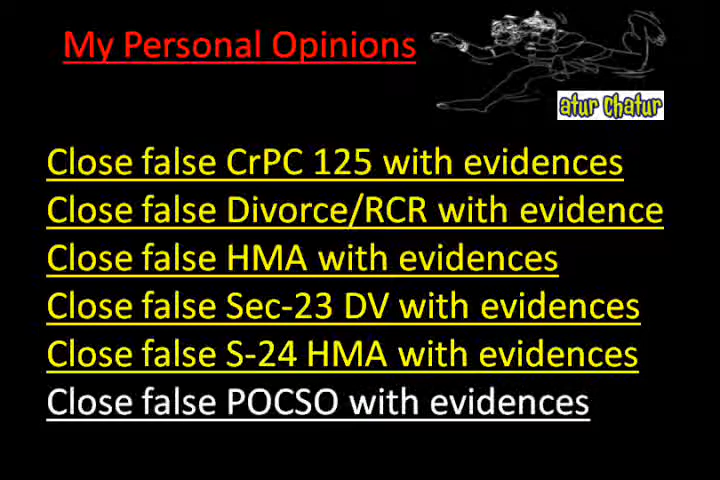 My Personal Opinions
atur Chatur
Close false CrPC 125 with evidences
Close false Divorce/RCR with evidence
Close false HMA with evidences
Close false Sec-23 DV with evidences
Close false S-24 HMA with evidences
Close false POCSO with evidences